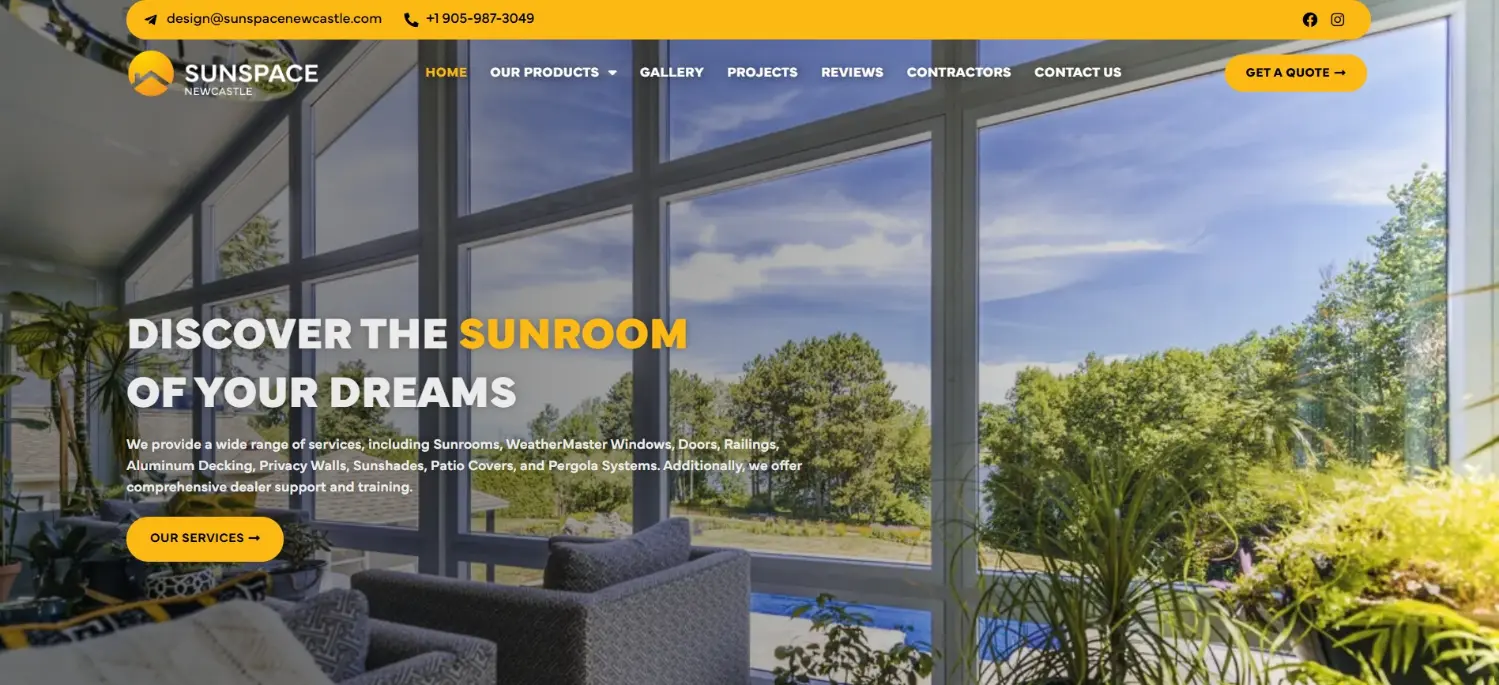 design@sunspacenewcastle.com +1 905-987-3049
SUNSPACE
NEWCASTLE
HOME OUR PRODUCTS GALLERY PROJECTS REVIEWS CONTRACTORS CONTACT US
GET A QUOTE →
DISCOVER THE SUNROOM
OF YOUR DREAMS
We provide a wide range of services, including Sunrooms, WeatherMaster Windows, Doors, Railings,
Aluminum Decking, Privacy Walls, Sunshades, Patio Covers, and Pergola Systems. Additionally, we offer
comprehensive dealer support and training.
OUR SERVICES →